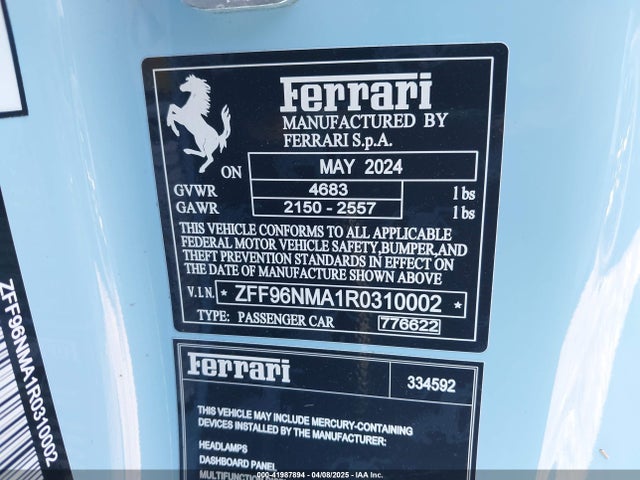 Ferrari
MANUFACTURED BY
FERRARI S.p.A.
ON MAY 2024
GVWR 4683 lbs
GAWR 2150 - 2557 lbs
THIS VEHICLE CONFORMS TO ALL APPLICABLE
FEDERAL MOTOR VEHICLE SAFETY,BUMPER,AND
THEFT PREVENTION STANDARDS IN EFFECT ON
THE DATE OF MANUFACTURE SHOWN ABOVE
V.I.N. * ZFF96NMA1R0310002 *
TYPE: PASSENGER CAR 776622
Ferrari 334592
THIS VEHICLE MAY INCLUDE MERCURY-CONTAINING
DEVICES INSTALLED BY THE MANUFACTURER:
HEADLAMPS
DASHBOARD PANEL
ZFF96NMA1R0310002
000-41987894 - 04/08/2025 - IAA Inc.